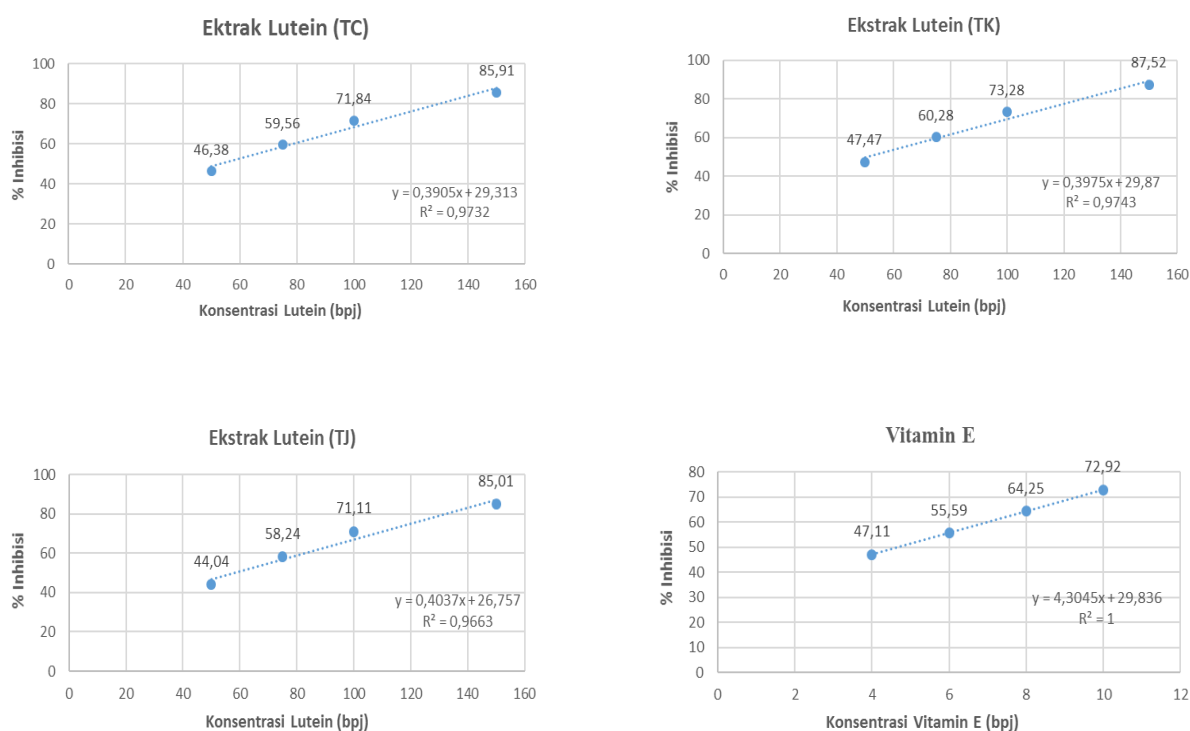 Ektrak Lutein (TC)
100
80
60
40
20
0
46,38
59,56
71,84
85,91
y = 0,3905x + 29,313
R² = 0,9732
0 20 40 60 80 100 120 140 160
% Inhibisi
Konsentrasi Lutein (bpj)
Ekstrak Lutein (TK)
100
80
60
40
20
0
47,47
60,28
73,28
87,52
y = 0,3975x + 29,87
R² = 0,9743
0 20 40 60 80 100 120 140 160
% Inhibisi
Konsentrasi Lutein (bpj)
Ekstrak Lutein (TJ)
100
80
60
40
20
0
44,04
58,24
71,11
85,01
y = 0,4037x + 26,757
R² = 0,9663
0 20 40 60 80 100 120 140 160
% Inhibisi
Konsentrasi Lutein (bpj)
Vitamin E
80
70
60
50
40
30
20
10
0
47,11
55,59
64,25
72,92
y = 4,3045x + 29,836
R² = 1
0 2 4 6 8 10 12
% Inhibisi
Konsentrasi Vitamin E (bpj)